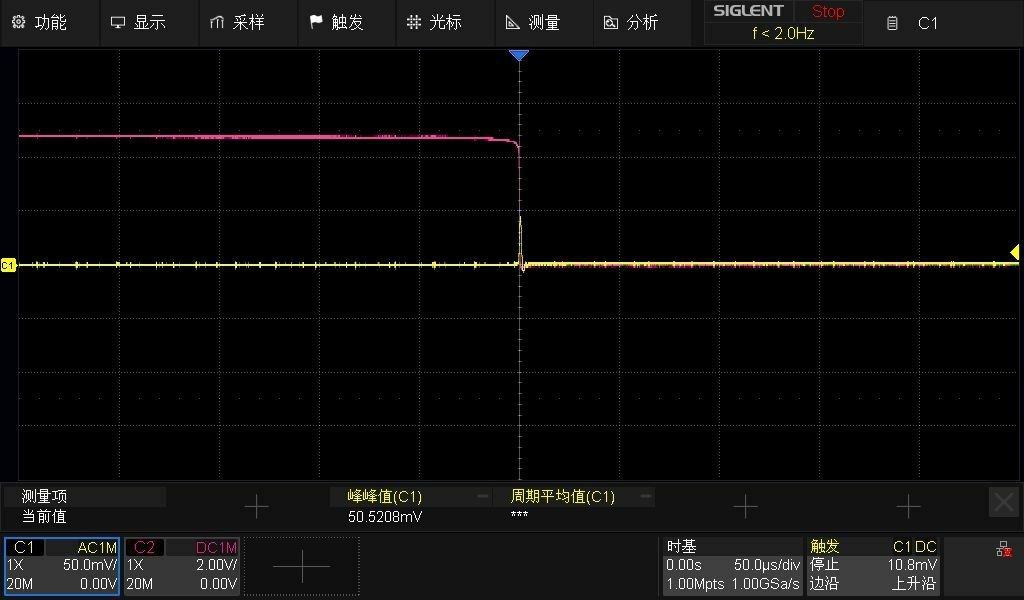 功能 显示 采样 触发 光标 测量 分析 SIGLENT Stop C1
f < 2.0Hz
C1
测量项 峰峰值(C1) 周期平均值(C1)
当前值 50.5208mV ***
C1 AC1M C2 DC1M 时基 触发 C1 DC
1X 50.0mV/ 1X 2.00V/ 0.00s 50.0µs/div 停止 10.8mV
20M 0.00V 20M 0.00V 1.00Mpts 1.00GSa/s 边沿 上升沿